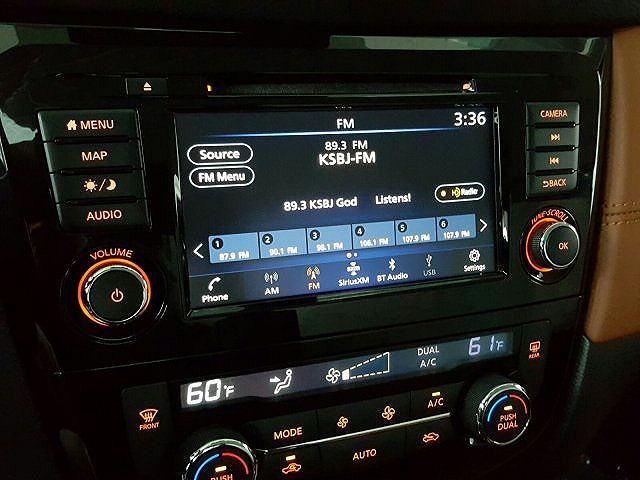 MENU
MAP
AUDIO
VOLUME
FM
3:36
Source
FM Menu
89.3 FM
KSBJ-FM
89.3 KSBJ God Listens!
HD Radio
1 87.9 FM
2 90.1 FM
3 96.1 FM
4 106.1 FM
5 107.9 FM
6 107.9 FM
Phone
AM
FM
SiriusXM
BT Audio
USB
Settings
CAMERA
BACK
TUNE·SCROLL
OK
60°F
DUAL
A/C
61°F
REAR
FRONT
MODE
A/C
AUTO
PUSH
PUSH
DUAL